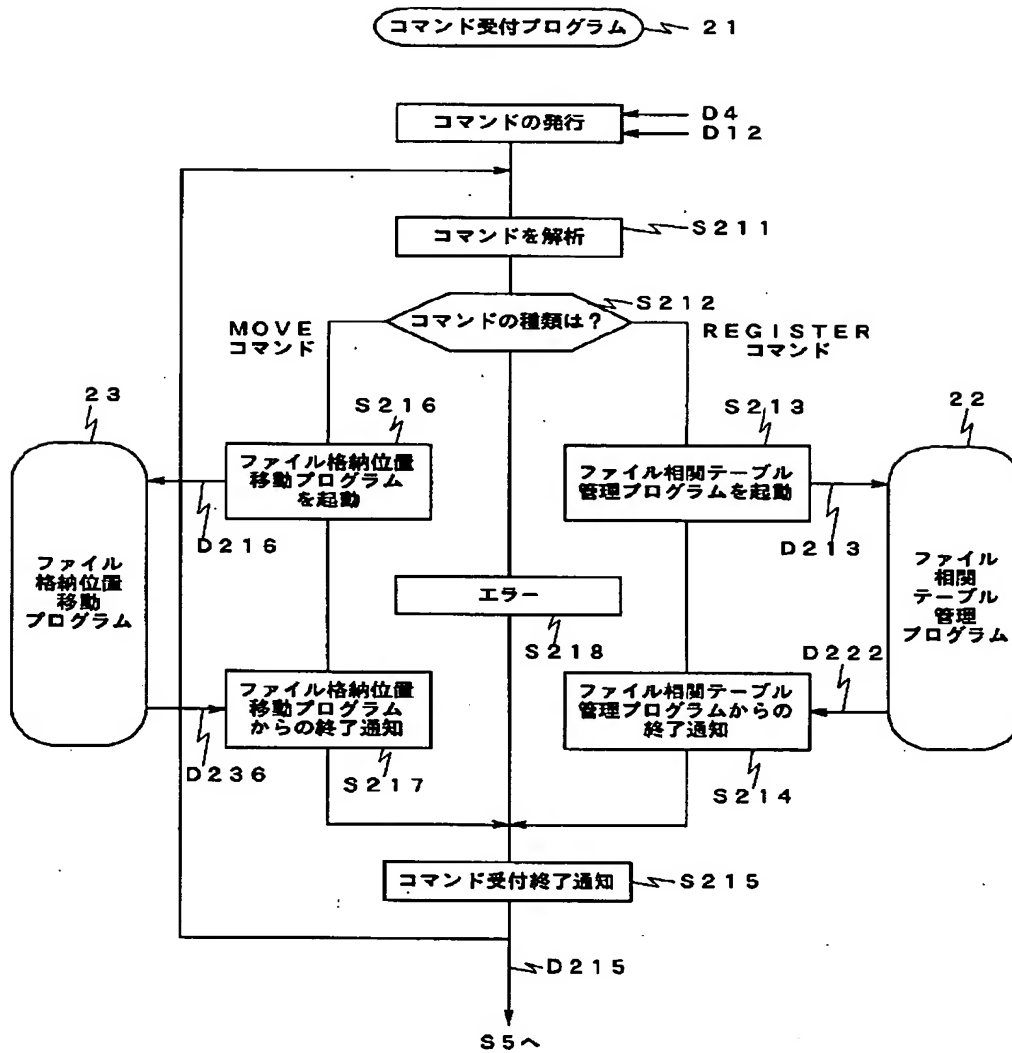 コマンド受付プログラム
21
コマンドの発行
D4
D12
コマンドを解析
S211
コマンドの種類は？
S212
MOVE
コマンド
REGISTER
コマンド
23
S216
S213
22
ファイル格納位置
移動プログラム
を起動
ファイル相関テーブル
管理プログラムを起動
D216
D213
ファイル
格納位置
移動
プログラム
エラー
S218
ファイル
相関
テーブル
管理
プログラム
D222
ファイル格納位置
移動プログラム
からの終了通知
ファイル相関テーブル
管理プログラムからの
終了通知
D236
S217
S214
コマンド受付終了通知
S215
D215
S5へ